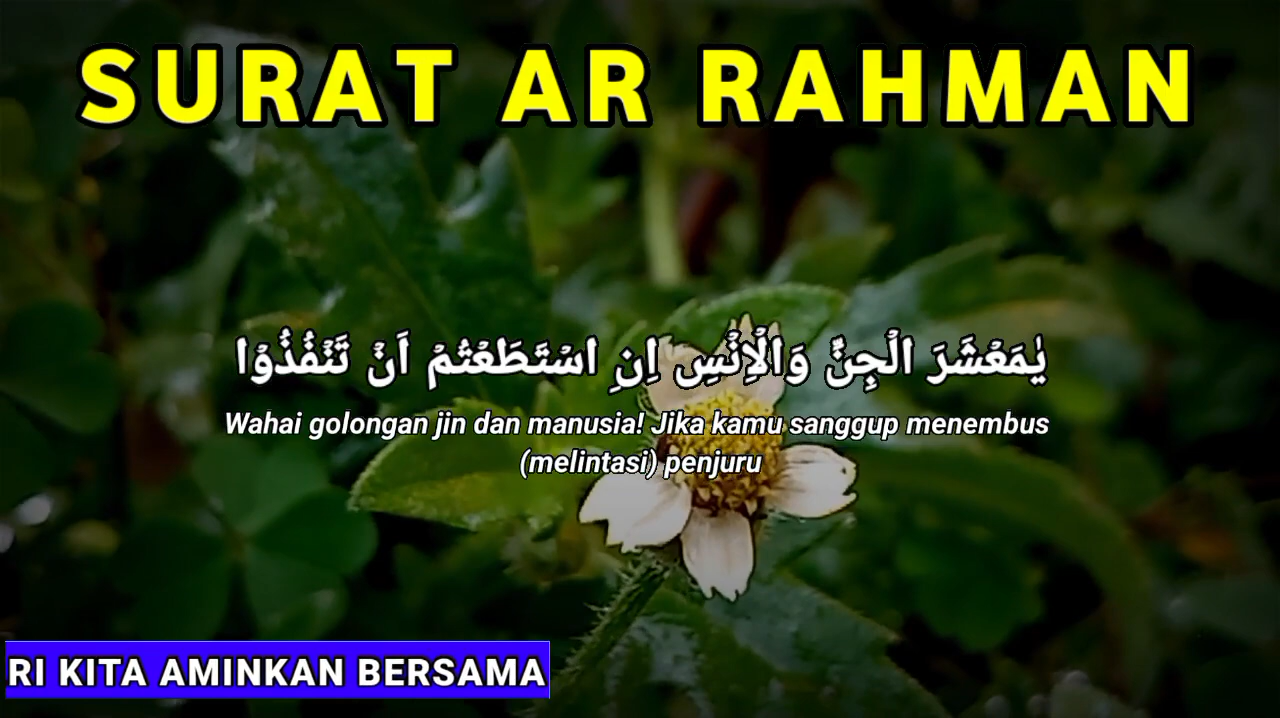 SURAT AR RAHMAN
يٰمَعْشَرَ الْجِنِّ وَالْاِنْسِ اِنِ اسْتَطَعْتُمْ اَنْ تَنْفُذُوْا
Wahai golongan jin dan manusia! Jika kamu sanggup menembus
(melintasi) penjuru
RI KITA AMINKAN BERSAMA